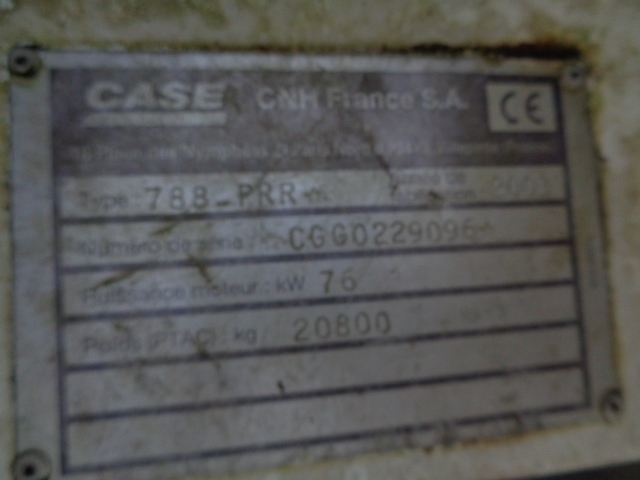 CASE CNH France S.A. CE
Type : 788-PRR
Numéro de série : CGG0229096
Puissance moteur : kW 76
Poids (PTAC) : kg 20800